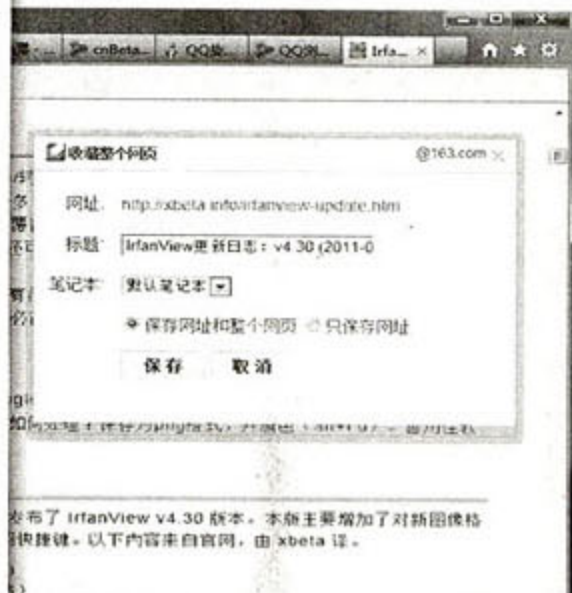 cnBeta... QQ QQ浏... Irfa... ×
收藏整个网页 @163.com ×
网址: http://xbeta.info/irfanview-update.htm
标题: IrfanView更新日志：v4.30 (2011-0
笔记本: 默认笔记本
保存网址和整个网页 只保存网址
保存 取消
发布了 IrfanView v4.30 版本。本版主要增加了对新图像格
快捷键。以下内容来自官网，由 xbeta 译。